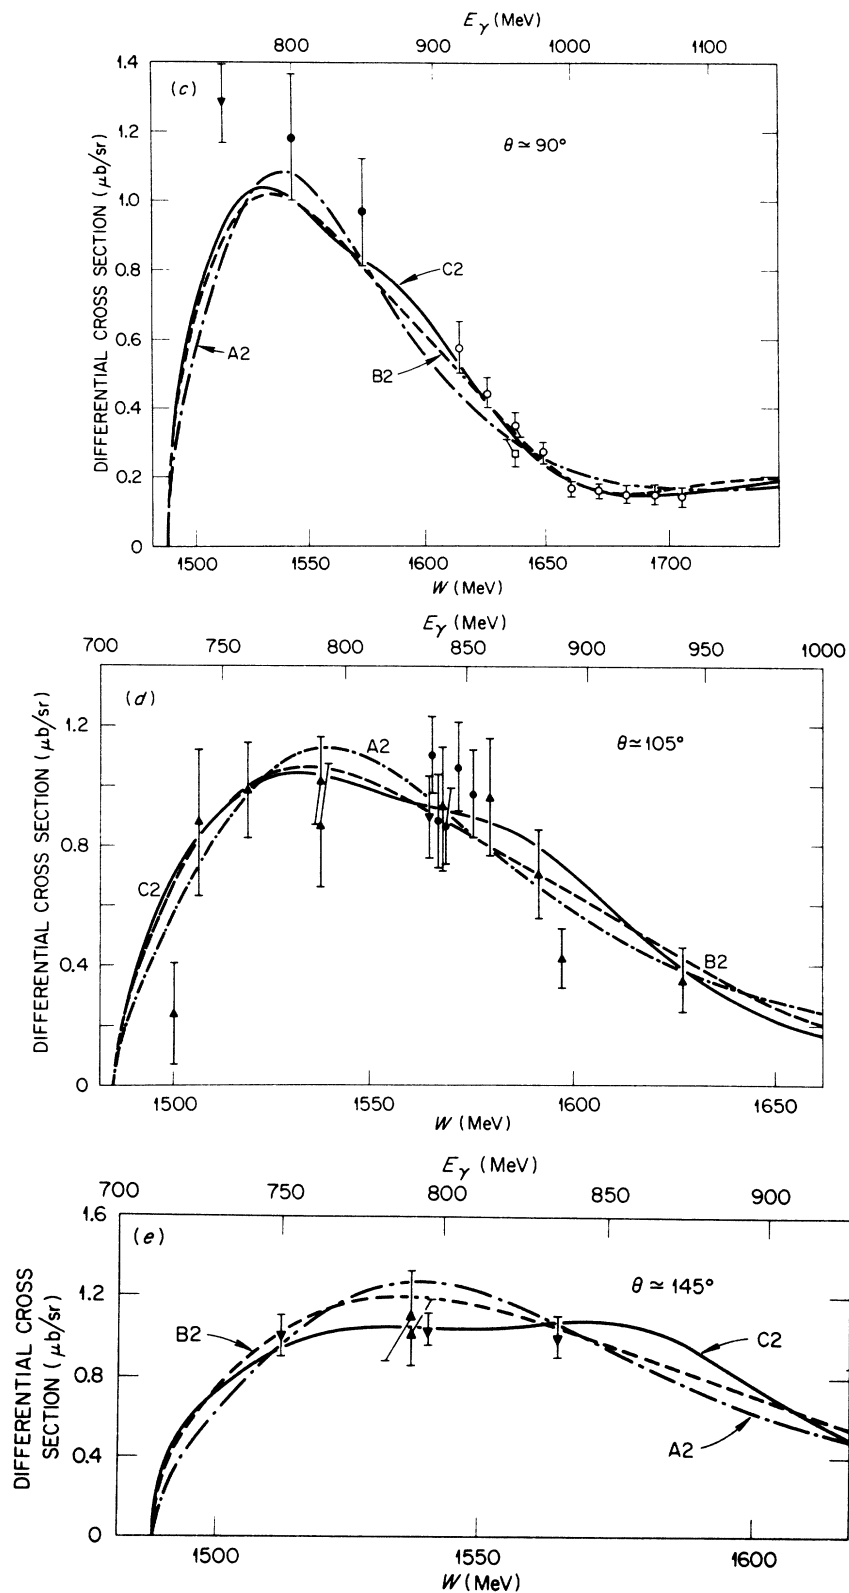 Eγ (MeV)
800 900 1000 1100
(c)
θ ≃ 90°
1.4
1.2
1.0
0.8
0.6
0.4
0.2
0
DIFFERENTIAL CROSS SECTION (μb/sr)
C2
A2
B2
1500 1550 1600 1650 1700
W (MeV)
Eγ (MeV)
700 750 800 850 900 950 1000
(d)
θ≃105°
1.2
0.8
0.4
0
DIFFERENTIAL CROSS SECTION (μb/sr)
A2
C2
B2
1500 1550 1600 1650
W (MeV)
Eγ (MeV)
700 750 800 850 900
(e)
θ ≃ 145°
1.6
1.2
0.8
0.4
0
DIFFERENTIAL CROSS
SECTION (μb/sr)
B2
C2
A2
1500 1550 1600
W (MeV)